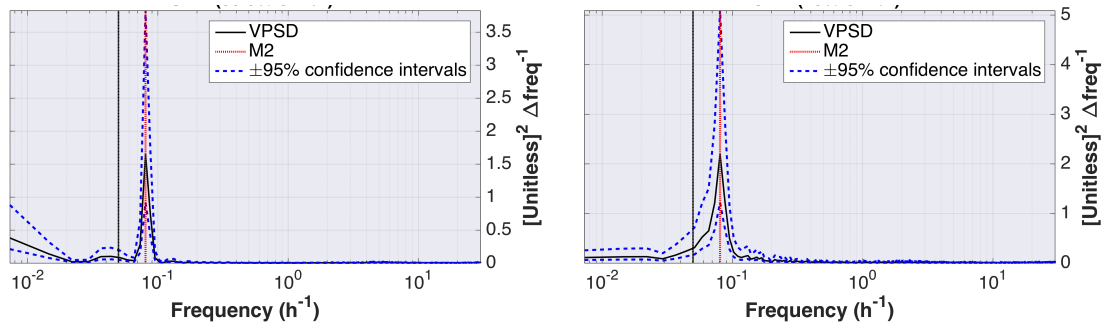 VPSD
M2
±95% confidence intervals
3.5
3
2.5
2
1.5
1
0.5
0
[Unitless]² Δfreq⁻¹
10⁻² 10⁻¹ 10⁰ 10¹
Frequency (h⁻¹)
VPSD
M2
±95% confidence intervals
5
4
3
2
1
0
[Unitless]² Δfreq⁻¹
10⁻² 10⁻¹ 10⁰ 10¹
Frequency (h⁻¹)